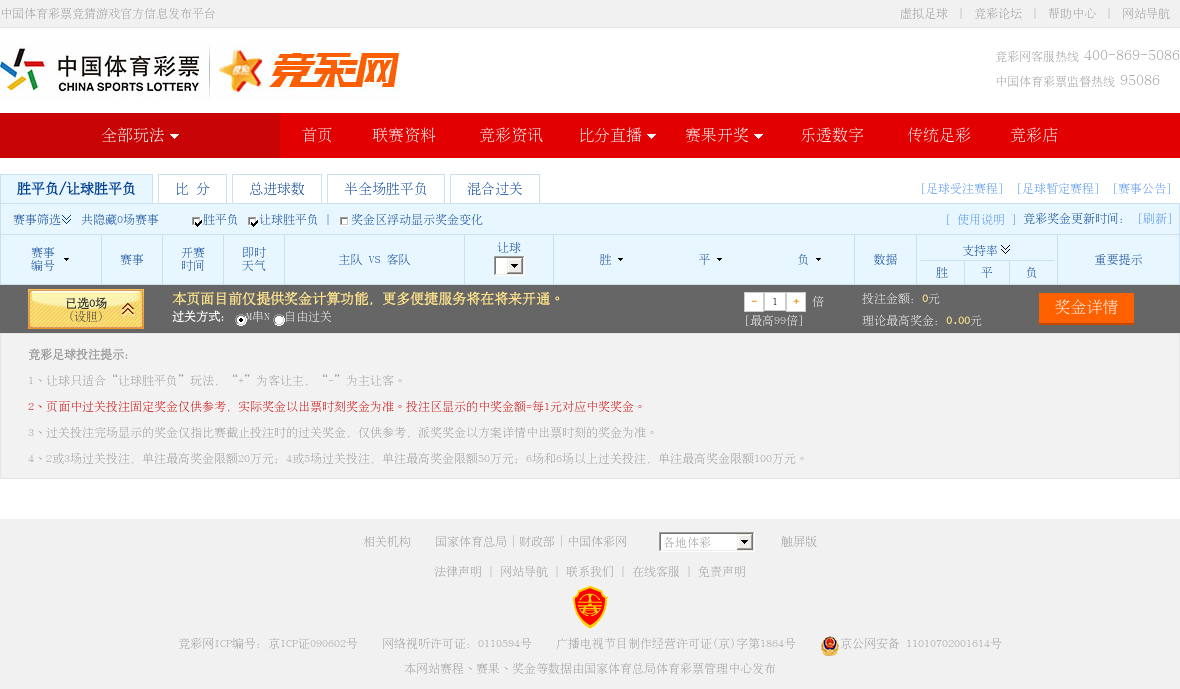 中国体育彩票竞猜游戏官方信息发布平台
虚拟足球 | 竞彩论坛 | 帮助中心 | 网站导航
中国体育彩票
CHINA SPORTS LOTTERY
竞彩
竞彩网
竞彩网客服热线 400-869-5086
中国体育彩票监督热线 95086
全部玩法 首页 联赛资料 竞彩资讯 比分直播 赛果开奖 乐透数字 传统足彩 竞彩店
胜平负/让球胜平负 比 分 总进球数 半全场胜平负 混合过关
[足球受注赛程] [足球暂定赛程] [赛事公告]
赛事筛选 共隐藏0场赛事 胜平负 让球胜平负 | 奖金区浮动显示奖金变化
[ 使用说明 ] 竞彩奖金更新时间: [刷新]
赛事编号 赛事 开赛时间 即时天气 主队 VS 客队 让球 胜 平 负 数据 支持率 重要提示
胜 平 负
已选0场
(设胆)
本页面目前仅提供奖金计算功能, 更多便捷服务将在将来开通。
过关方式: N串N 自由过关
- 1 + 倍
[最高99倍]
投注金额: 0元
理论最高奖金: 0.00元
奖金详情
竞彩足球投注提示:
1、让球只适合“让球胜平负”玩法, “+”为客让主, “-”为主让客。
2、页面中过关投注固定奖金仅供参考, 实际奖金以出票时刻奖金为准。投注区显示的中奖金额=每1元对应中奖奖金。
3、过关投注完场显示的奖金仅指比赛截止投注时的过关奖金, 仅供参考, 派奖奖金以方案详情中出票时刻的奖金为准。
4、2或3场过关投注, 单注最高奖金限额20万元; 4或5场过关投注, 单注最高奖金限额50万元; 6场和6场以上过关投注, 单注最高奖金限额100万元。
相关机构 国家体育总局 | 财政部 | 中国体彩网 各地体彩 触屏版
法律声明 | 网站导航 | 联系我们 | 在线客服 | 免责声明
竞彩网ICP编号: 京ICP证090602号 网络视听许可证: 0110594号 广播电视节目制作经营许可证(京)字第1864号 京公网安备 11010702001614号
本网站赛程、赛果、奖金等数据由国家体育总局体育彩票管理中心发布